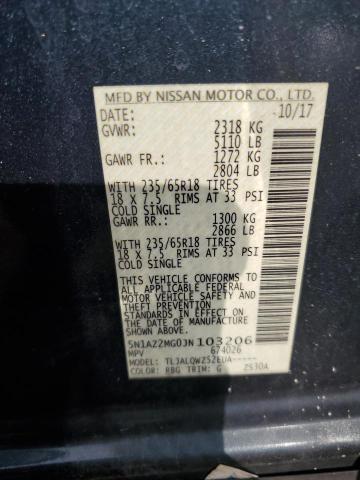 MFD BY NISSAN MOTOR CO., LTD.
DATE: 10/17
GVWR: 2318 KG
5110 LB
GAWR FR.: 1272 KG
2804 LB
WITH 235/65R18 TIRES
18 X 7.5 RIMS AT 33 PSI
COLD SINGLE
GAWR RR.: 1300 KG
2866 LB
WITH 235/65R18 TIRES
18 X 7.5 RIMS AT 33 PSI
COLD SINGLE
THIS VEHICLE CONFORMS TO
ALL APPLICABLE FEDERAL
MOTOR VEHICLE SAFETY AND
THEFT PREVENTION
STANDARDS IN EFFECT ON
THE DATE OF MANUFACTURE
SHOWN ABOVE.
5N1AZ2MG0JN103206
MPV 674026
TLJALQWZ52EUA-----
COLOR: RBG TRIM: G ZS30A